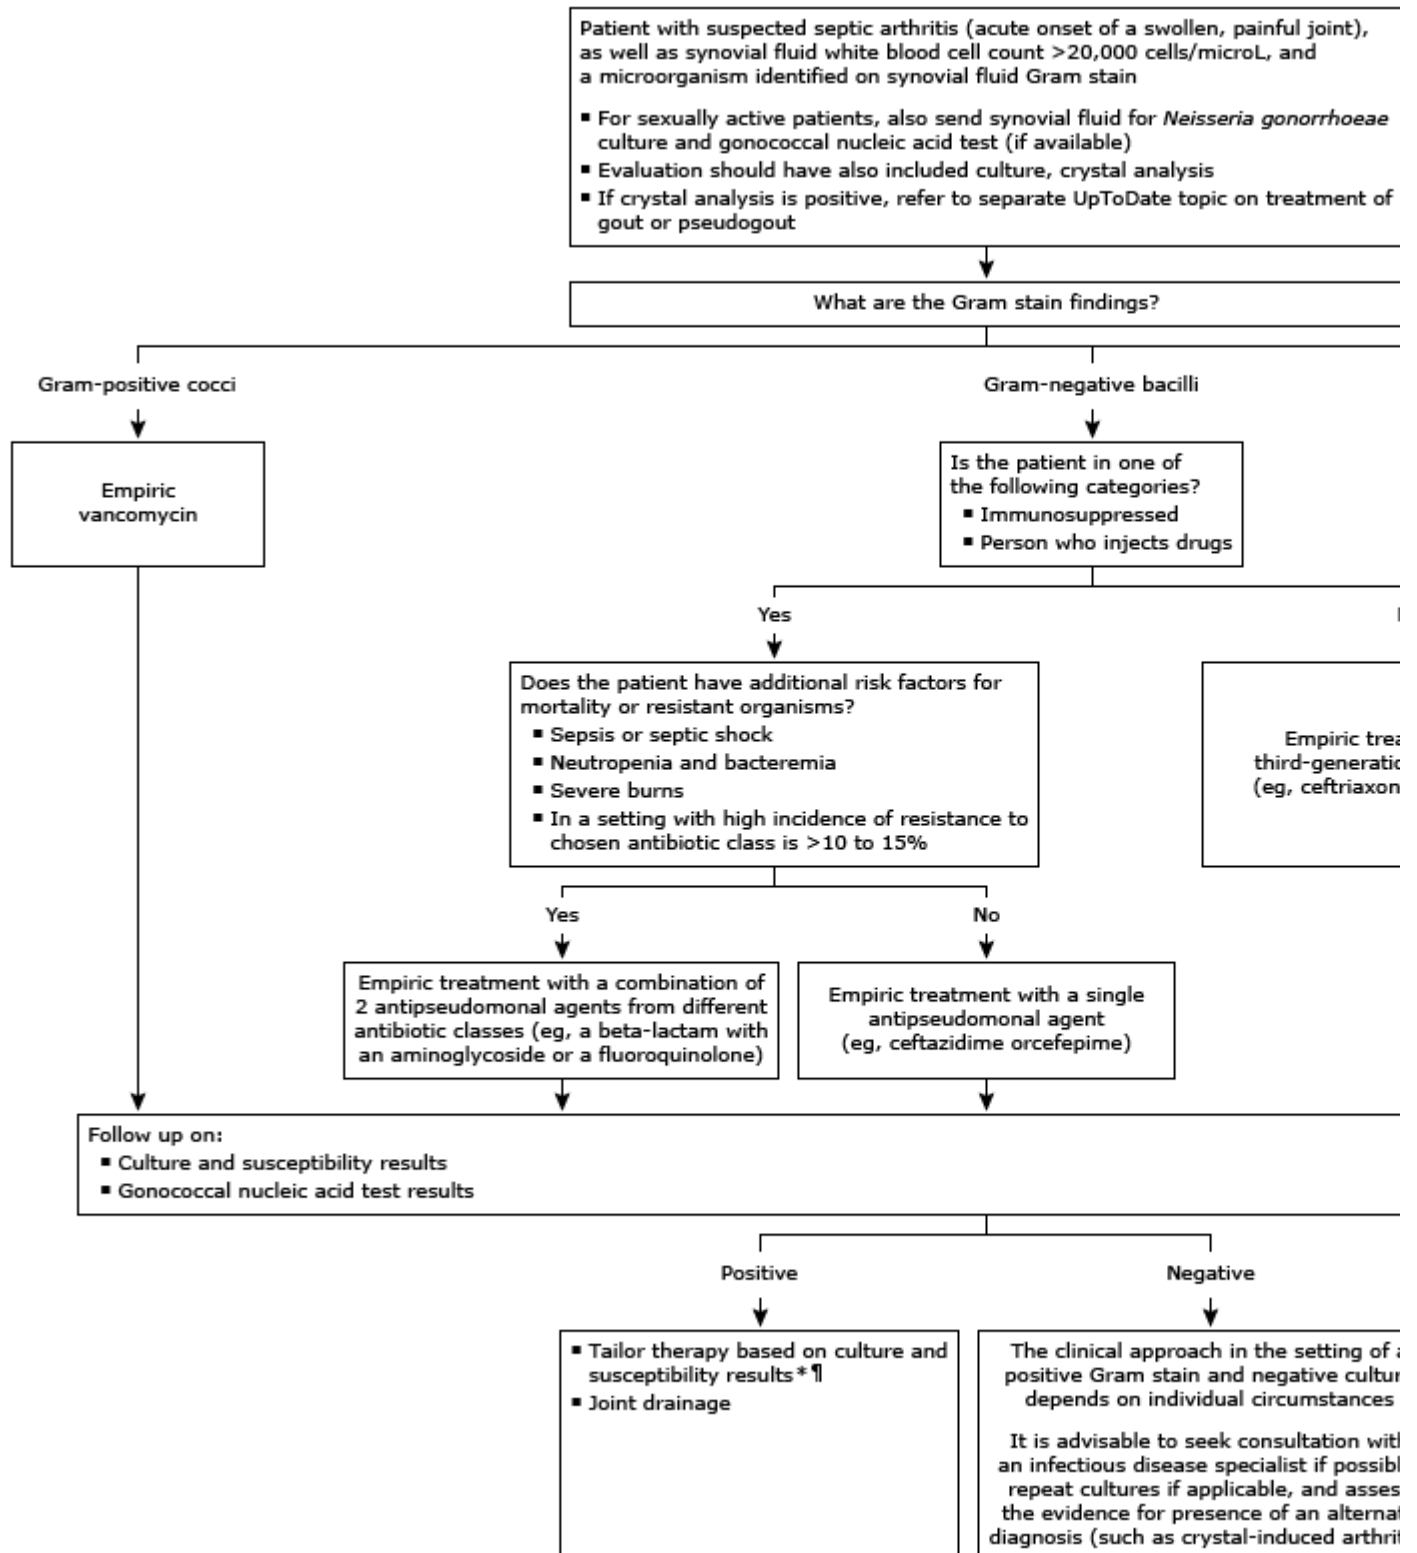 Patient with suspected septic arthritis (acute onset of a swollen, painful joint),
as well as synovial fluid white blood cell count >20,000 cells/microL, and
a microorganism identified on synovial fluid Gram stain
▪ For sexually active patients, also send synovial fluid for Neisseria gonorrhoeae
culture and gonococcal nucleic acid test (if available)
▪ Evaluation should have also included culture, crystal analysis
▪ If crystal analysis is positive, refer to separate UpToDate topic on treatment of
gout or pseudogout
What are the Gram stain findings?
Gram-positive cocci
Gram-negative bacilli
Empiric
vancomycin
Is the patient in one of
the following categories?
▪ Immunosuppressed
▪ Person who injects drugs
Yes
Does the patient have additional risk factors for
mortality or resistant organisms?
▪ Sepsis or septic shock
▪ Neutropenia and bacteremia
▪ Severe burns
▪ In a setting with high incidence of resistance to
chosen antibiotic class is >10 to 15%
Empiric
third-generation
(eg,
Yes
No
Empiric treatment with a combination of
2 antipseudomonal agents from different
antibiotic classes (eg, a beta-lactam with
an aminoglycoside or a fluoroquinolone)
Empiric treatment with a single
antipseudomonal agent
(eg, ceftazidime orcefepime)
Follow up on:
▪ Culture and susceptibility results
▪ Gonococcal nucleic acid test results
Positive
Negative
▪ Tailor therapy based on culture and
susceptibility results*¶
▪ Joint drainage
The clinical approach in the setting of
positive Gram stain and negative
depends on individual circumstances
It is advisable to seek consultation
an infectious disease specialist if
repeat cultures if applicable, and
the evidence for presence of an
diagnosis (such as crystal-induced